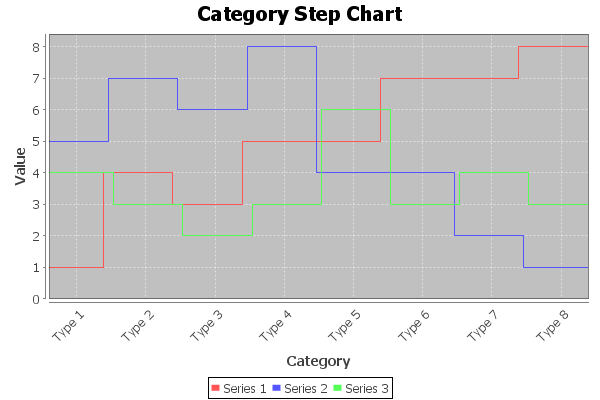 Category Step Chart
Value
8
7
6
5
4
3
2
1
0
Type 1
Type 2
Type 3
Type 4
Type 5
Type 6
Type 7
Type 8
Category
Series 1 Series 2 Series 3